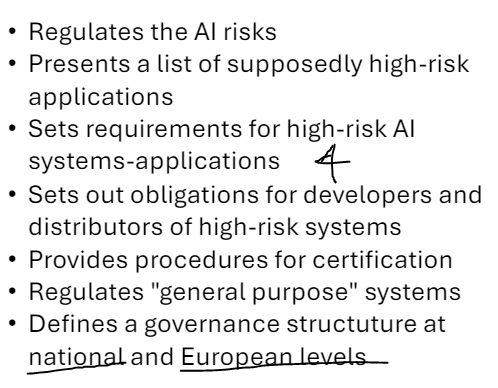 • Regulates the AI risks
• Presents a list of supposedly high-risk
applications
• Sets requirements for high-risk AI
systems-applications 4
• Sets out obligations for developers and
distributors of high-risk systems
• Provides procedures for certification
• Regulates "general purpose" systems
• Defines a governance structuture at
national and European levels